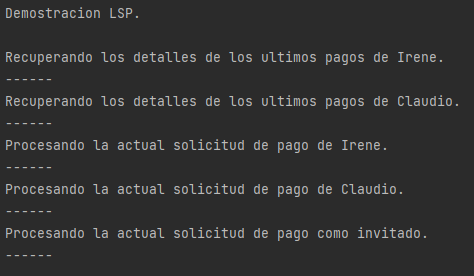 Demostracion LSP.
Recuperando los detalles de los ultimos pagos de Irene.
------
Recuperando los detalles de los ultimos pagos de Claudio.
------
Procesando la actual solicitud de pago de Irene.
------
Procesando la actual solicitud de pago de Claudio.
------
Procesando la actual solicitud de pago como invitado.
------